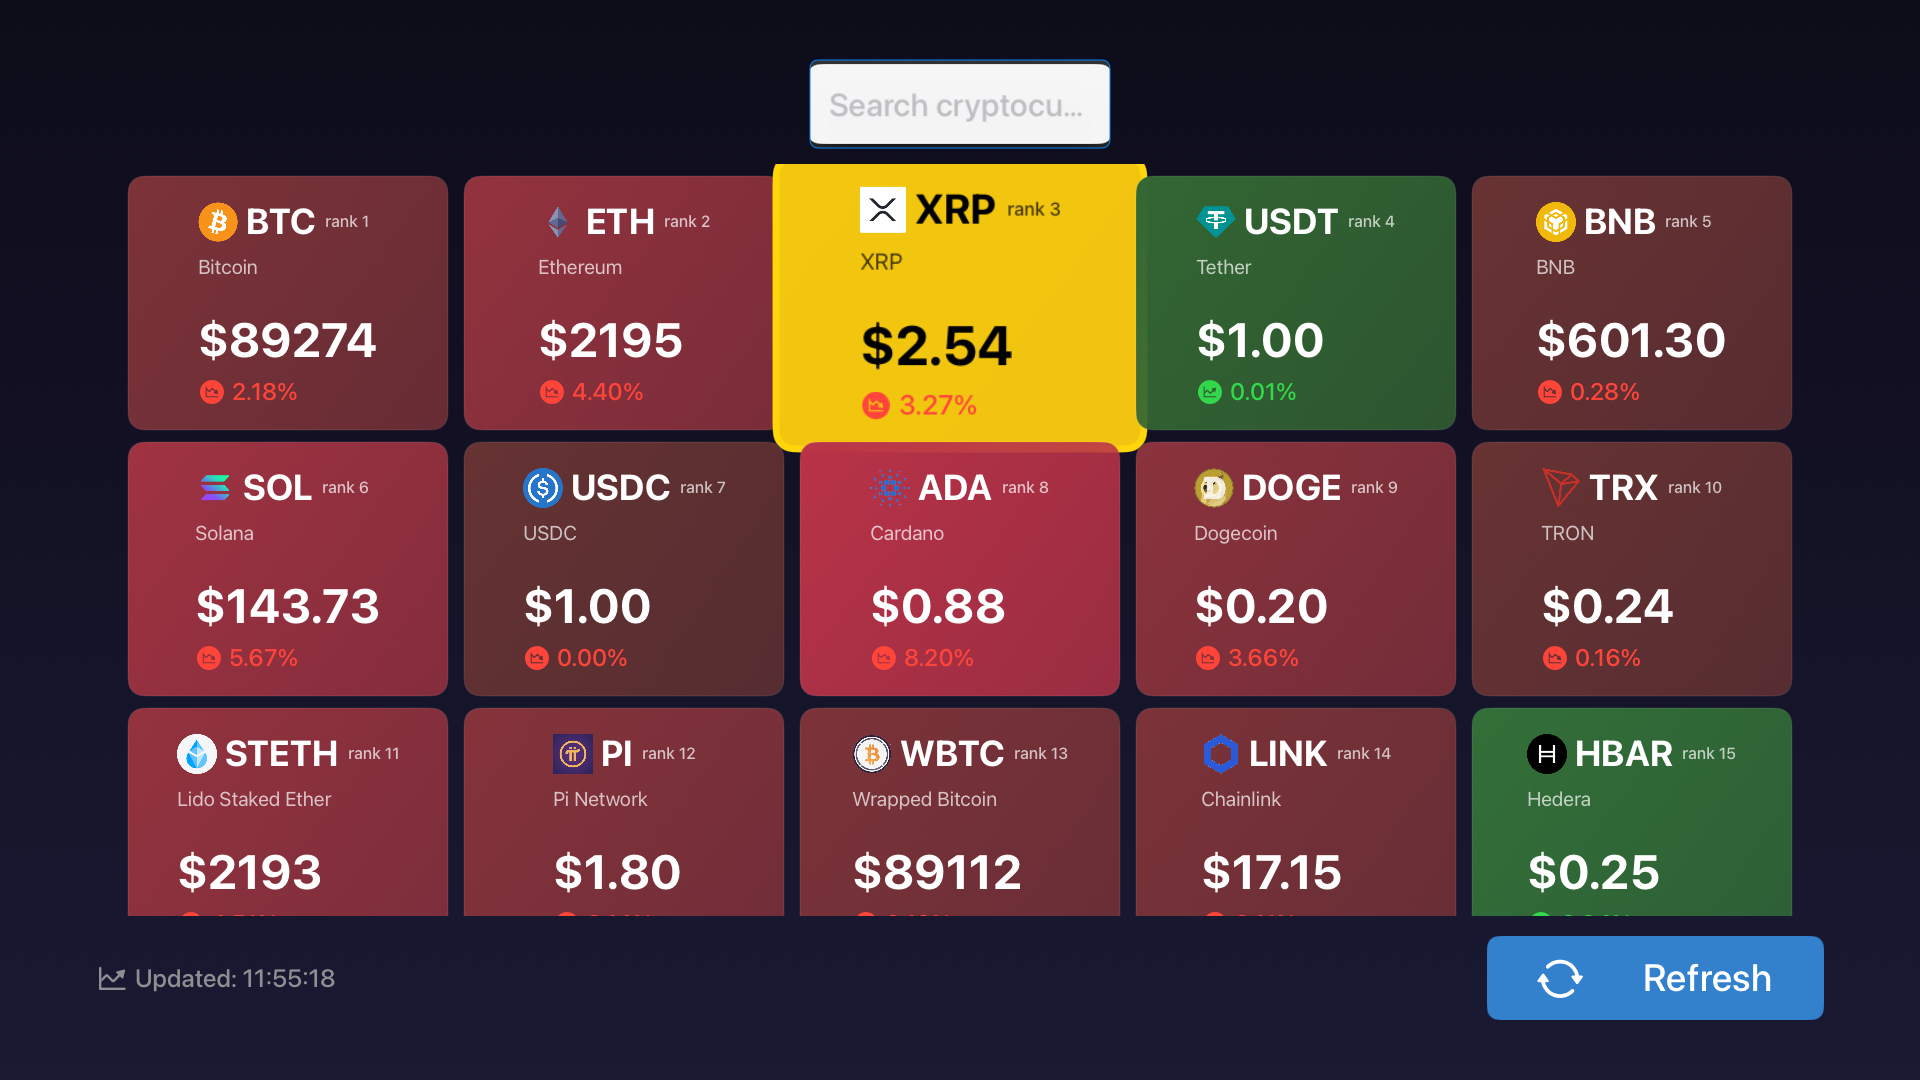 Search cryptocu...
BTC rank 1
Bitcoin
$89274
2.18%
ETH rank 2
Ethereum
$2195
4.40%
XRP rank 3
XRP
$2.54
3.27%
USDT rank 4
Tether
$1.00
0.01%
BNB rank 5
BNB
$601.30
0.28%
SOL rank 6
Solana
$143.73
5.67%
USDC rank 7
USDC
$1.00
0.00%
ADA rank 8
Cardano
$0.88
8.20%
DOGE rank 9
Dogecoin
$0.20
3.66%
TRX rank 10
TRON
$0.24
0.16%
STETH rank 11
Lido Staked Ether
$2193
PI rank 12
Pi Network
$1.80
WBTC rank 13
Wrapped Bitcoin
$89112
LINK rank 14
Chainlink
$17.15
HBAR rank 15
Hedera
$0.25
Updated: 11:55:18
Refresh